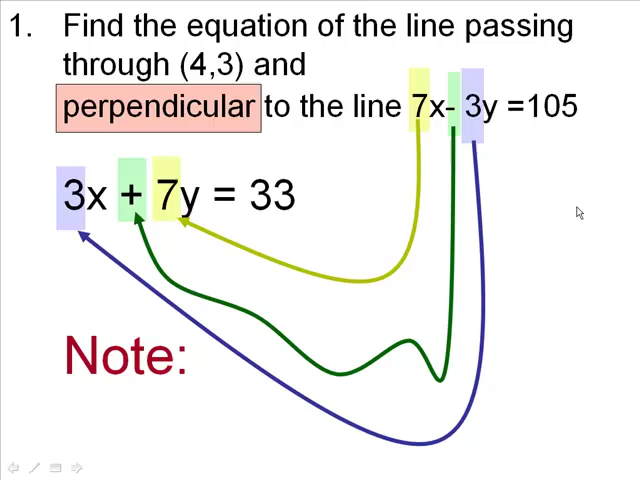 1. Find the equation of the line passing
through (4,3) and
perpendicular to the line 7x- 3y =105
3x + 7y = 33
Note: